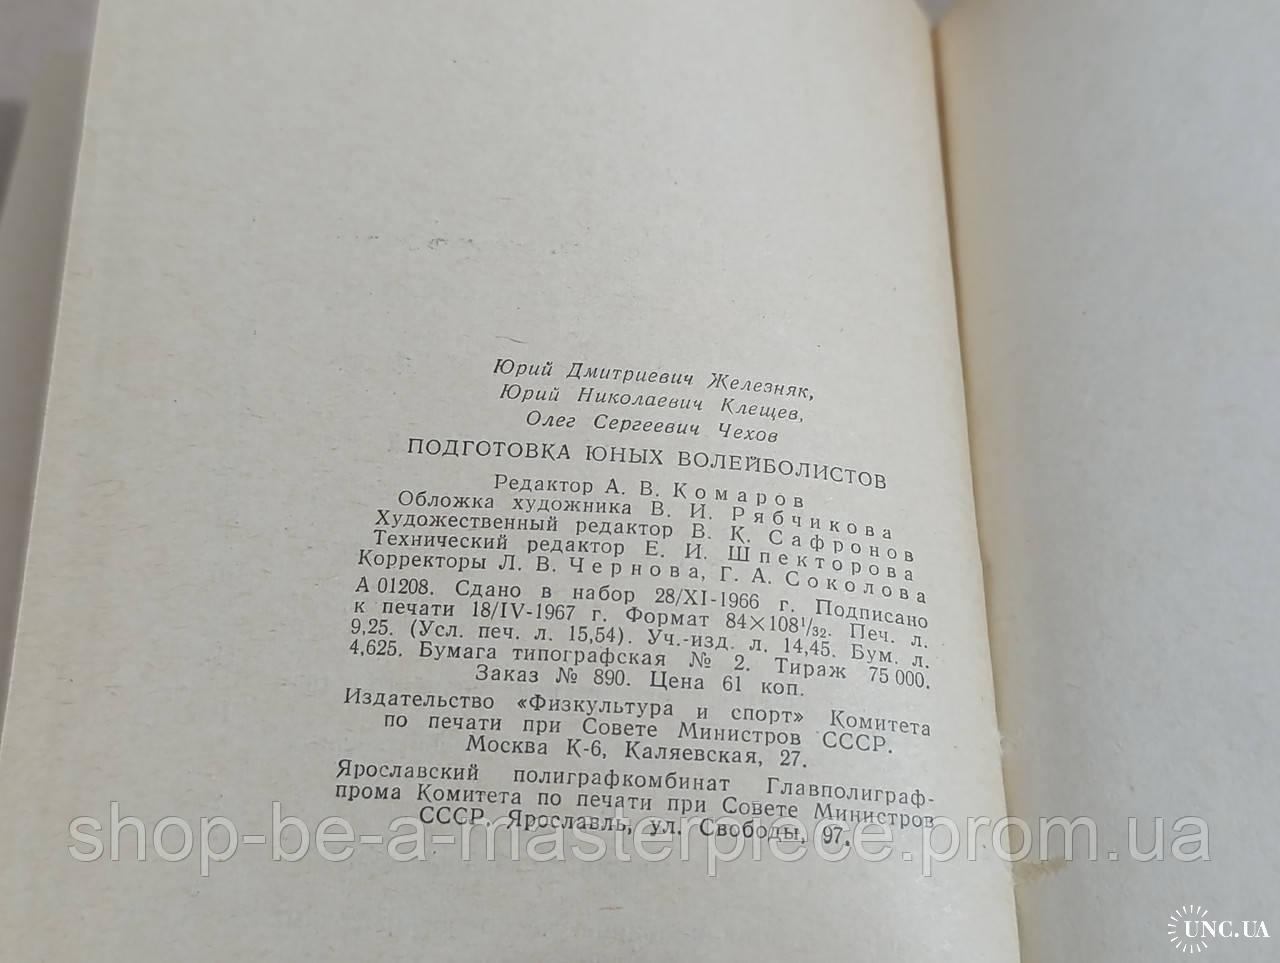 Юрий Дмитриевич Железняк,
Юрий Николаевич Клещев,
Олег Сергеевич Чехов
ПОДГОТОВКА ЮНЫХ ВОЛЕЙБОЛИСТОВ
Редактор А. В. Комаров
Обложка художника В. И. Рябчикова
Художественный редактор В. К. Сафронов
Технический редактор Е. И. Шпекторова
Корректоры Л. В. Чернова, Г. А. Соколова
А 01208. Сдано в набор 28/XI-1966 г. Подписано
к печати 18/IV-1967 г. Формат 84×108¹/₃₂. Печ. л.
9,25. (Усл. печ. л. 15,54). Уч.-изд. л. 14,45. Бум. л.
4,625. Бумага типографская № 2. Тираж 75 000.
Заказ № 890. Цена 61 коп.
Издательство «Физкультура и спорт» Комитета
по печати при Совете Министров СССР.
Москва К-6, Каляевская, 27.
Ярославский полиграфкомбинат Главполиграф-
прома Комитета по печати при Совете Министров
СССР. Ярославль, ул. Свободы, 97.
shop-be-a-masterpiece.prom.ua
UNC.UA